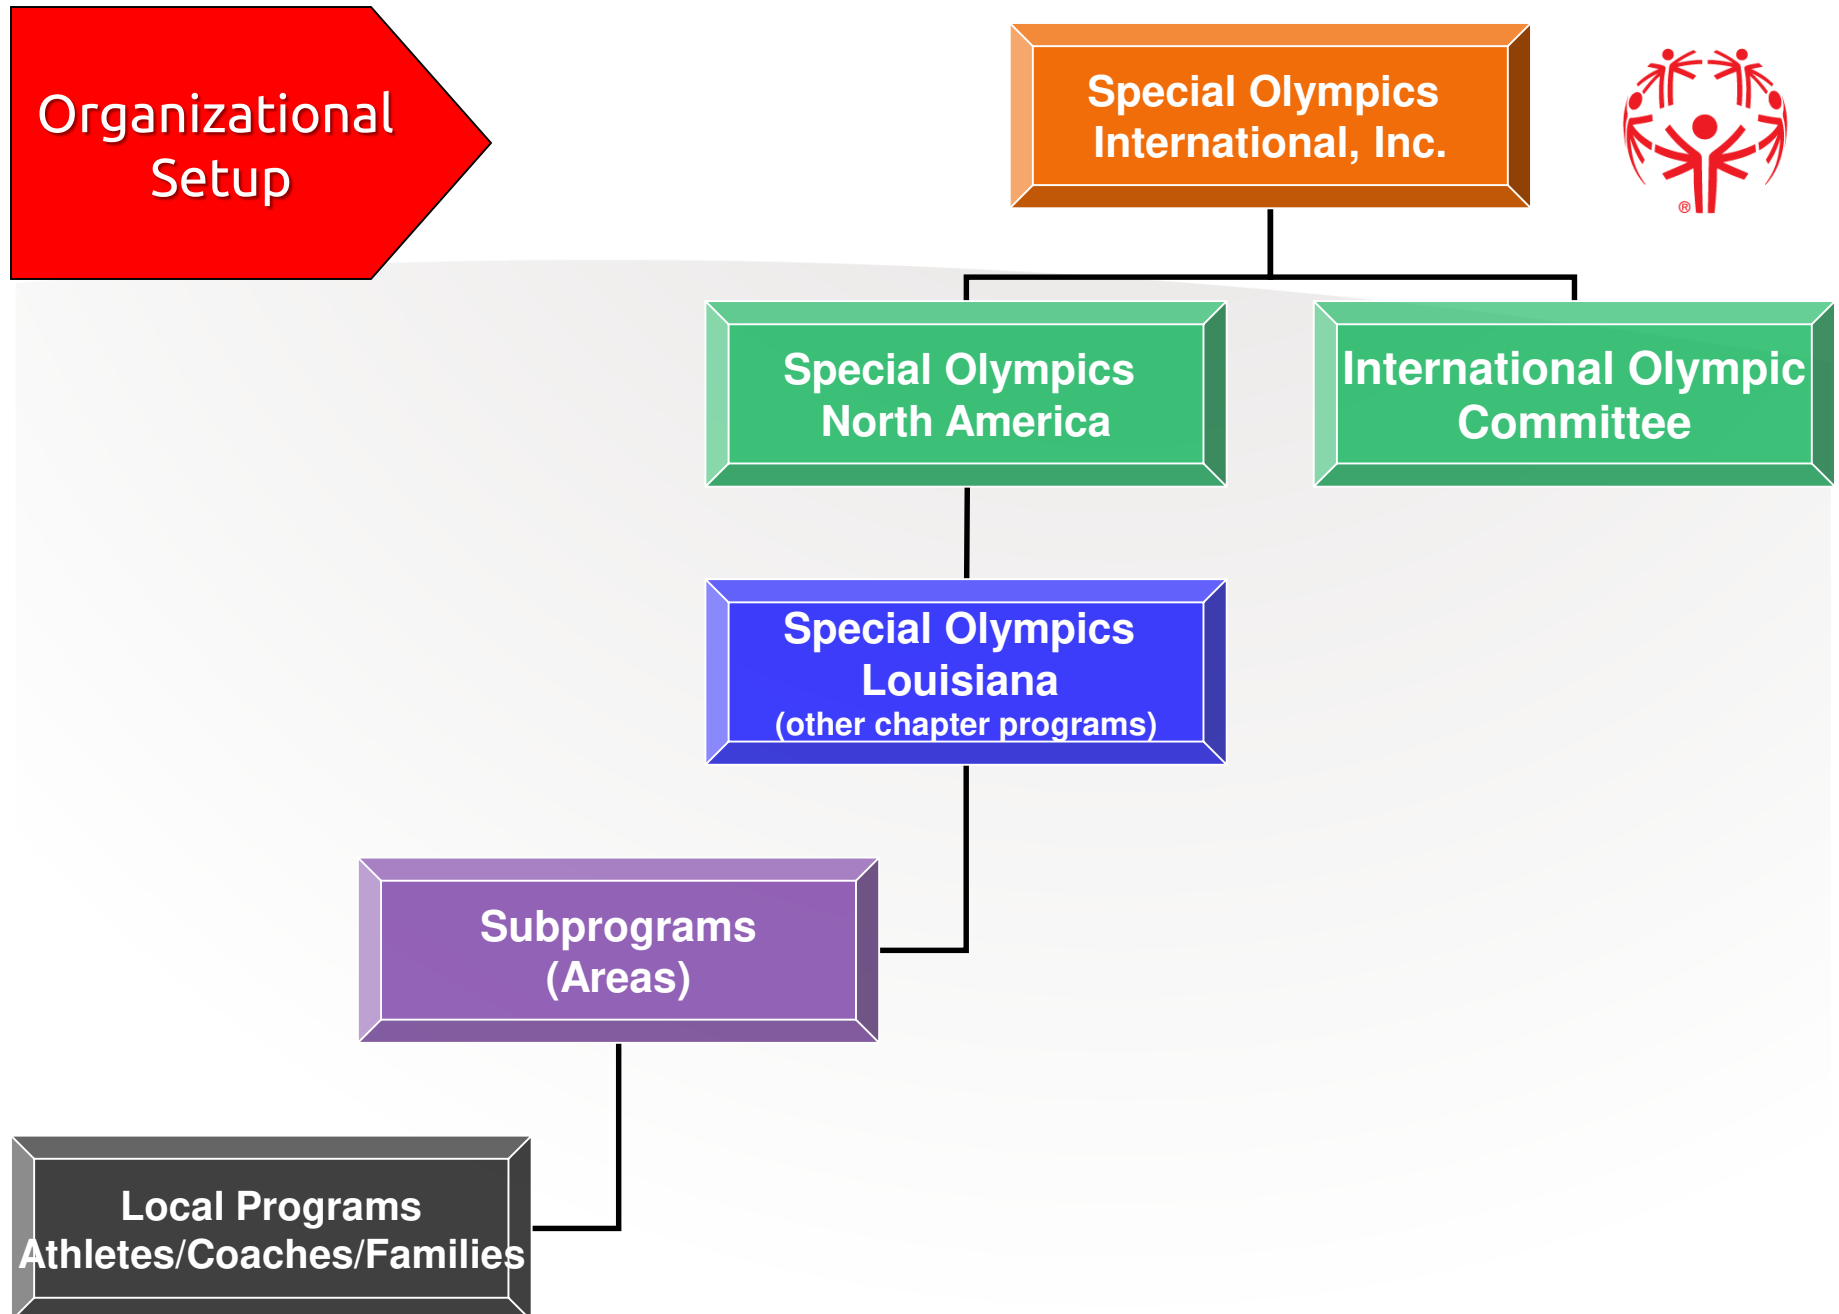 Organizational
Setup
Special Olympics
International, Inc.
®
Special Olympics
North America
International Olympic
Committee
Special Olympics
Louisiana
(other chapter programs)
Subprograms
(Areas)
Local Programs
Athletes/Coaches/Families